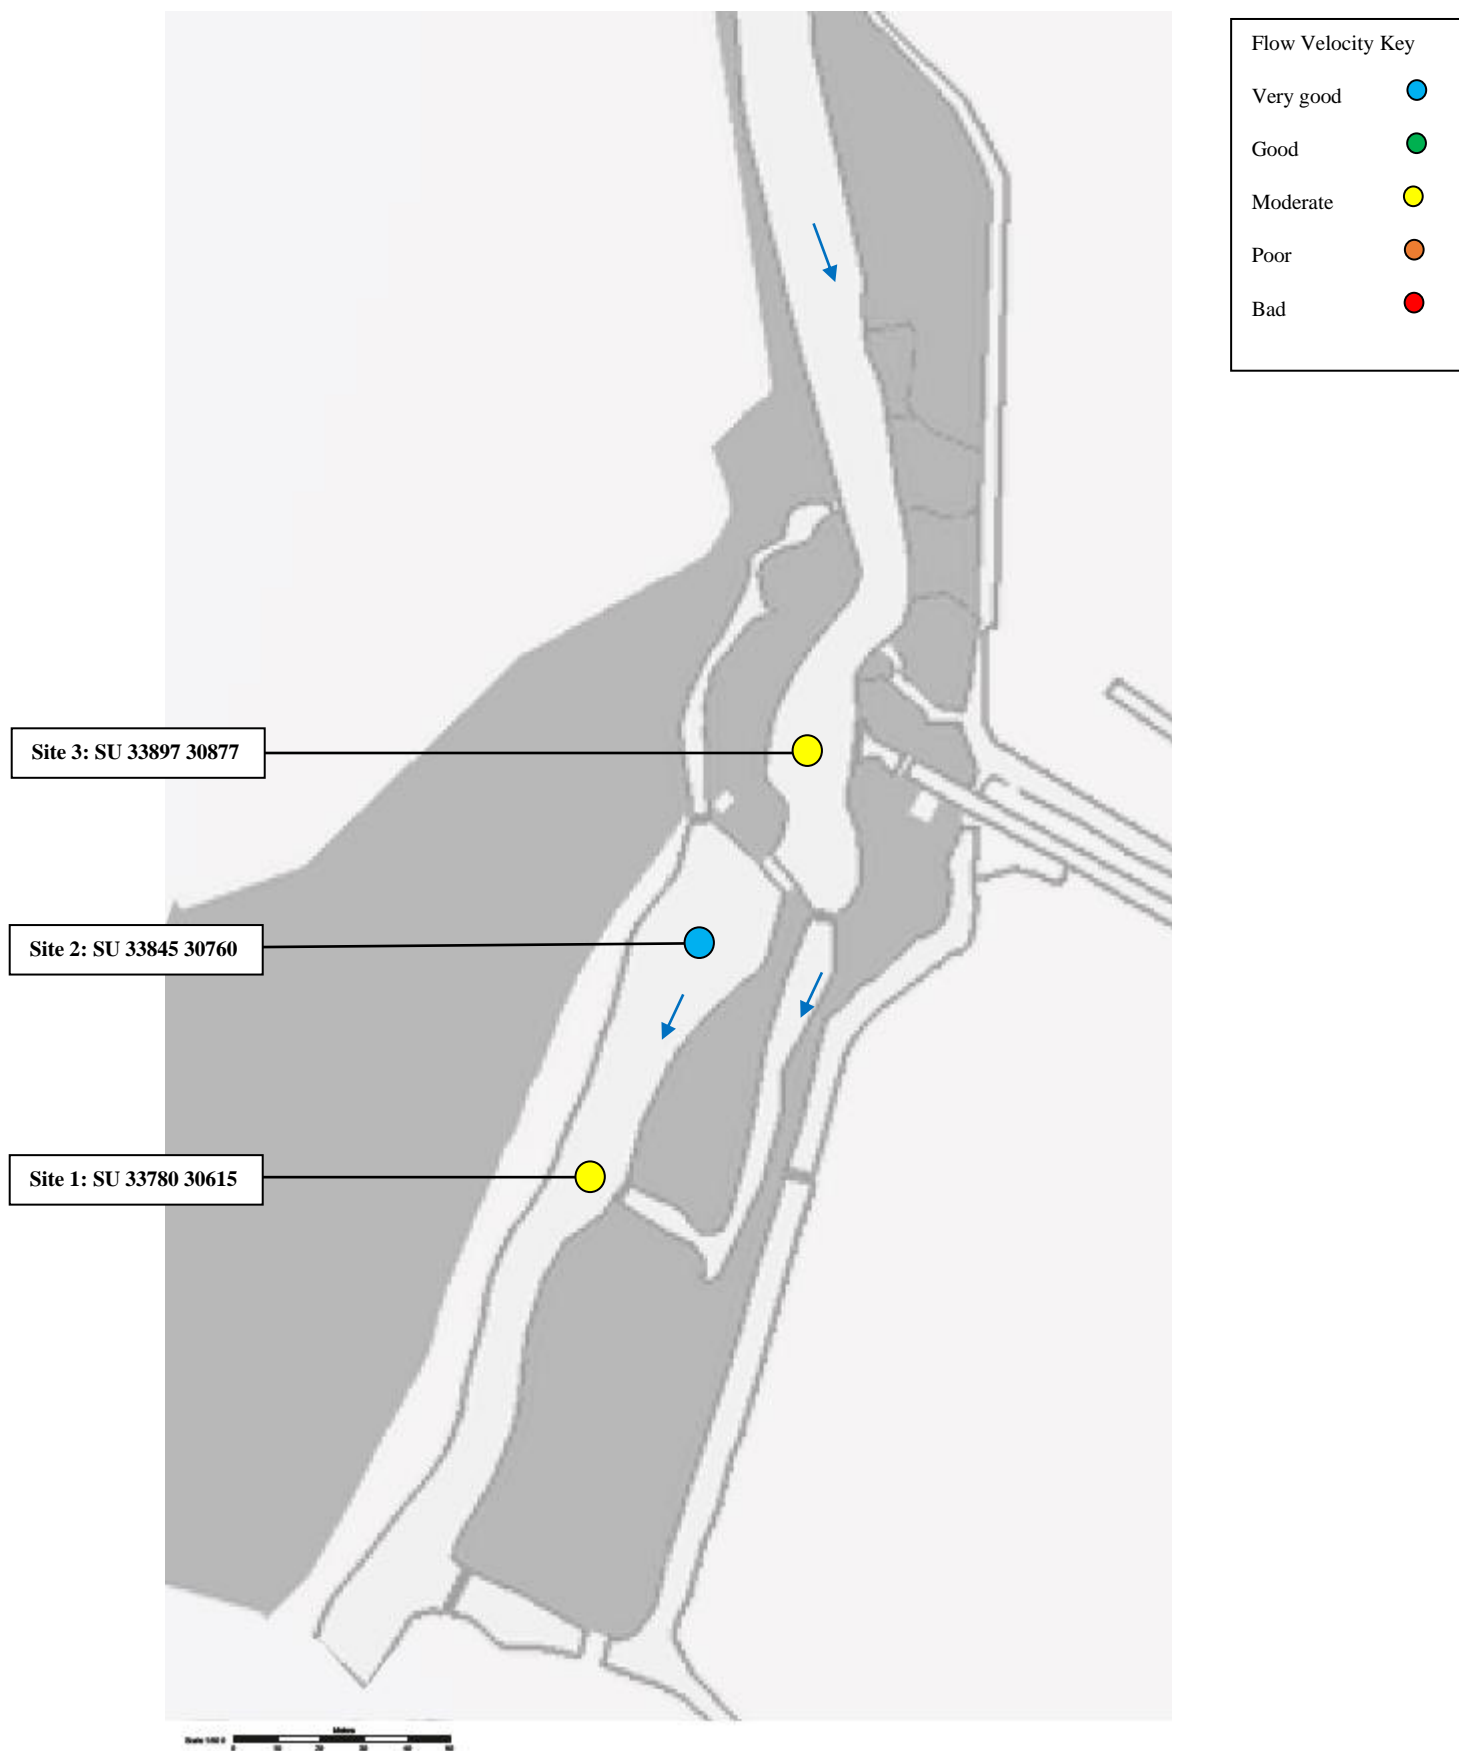 Flow Velocity Key
Very good
Good
Moderate
Poor
Bad
Site 3: SU 33897 30877
Site 2: SU 33845 30760
Site 1: SU 33780 30615